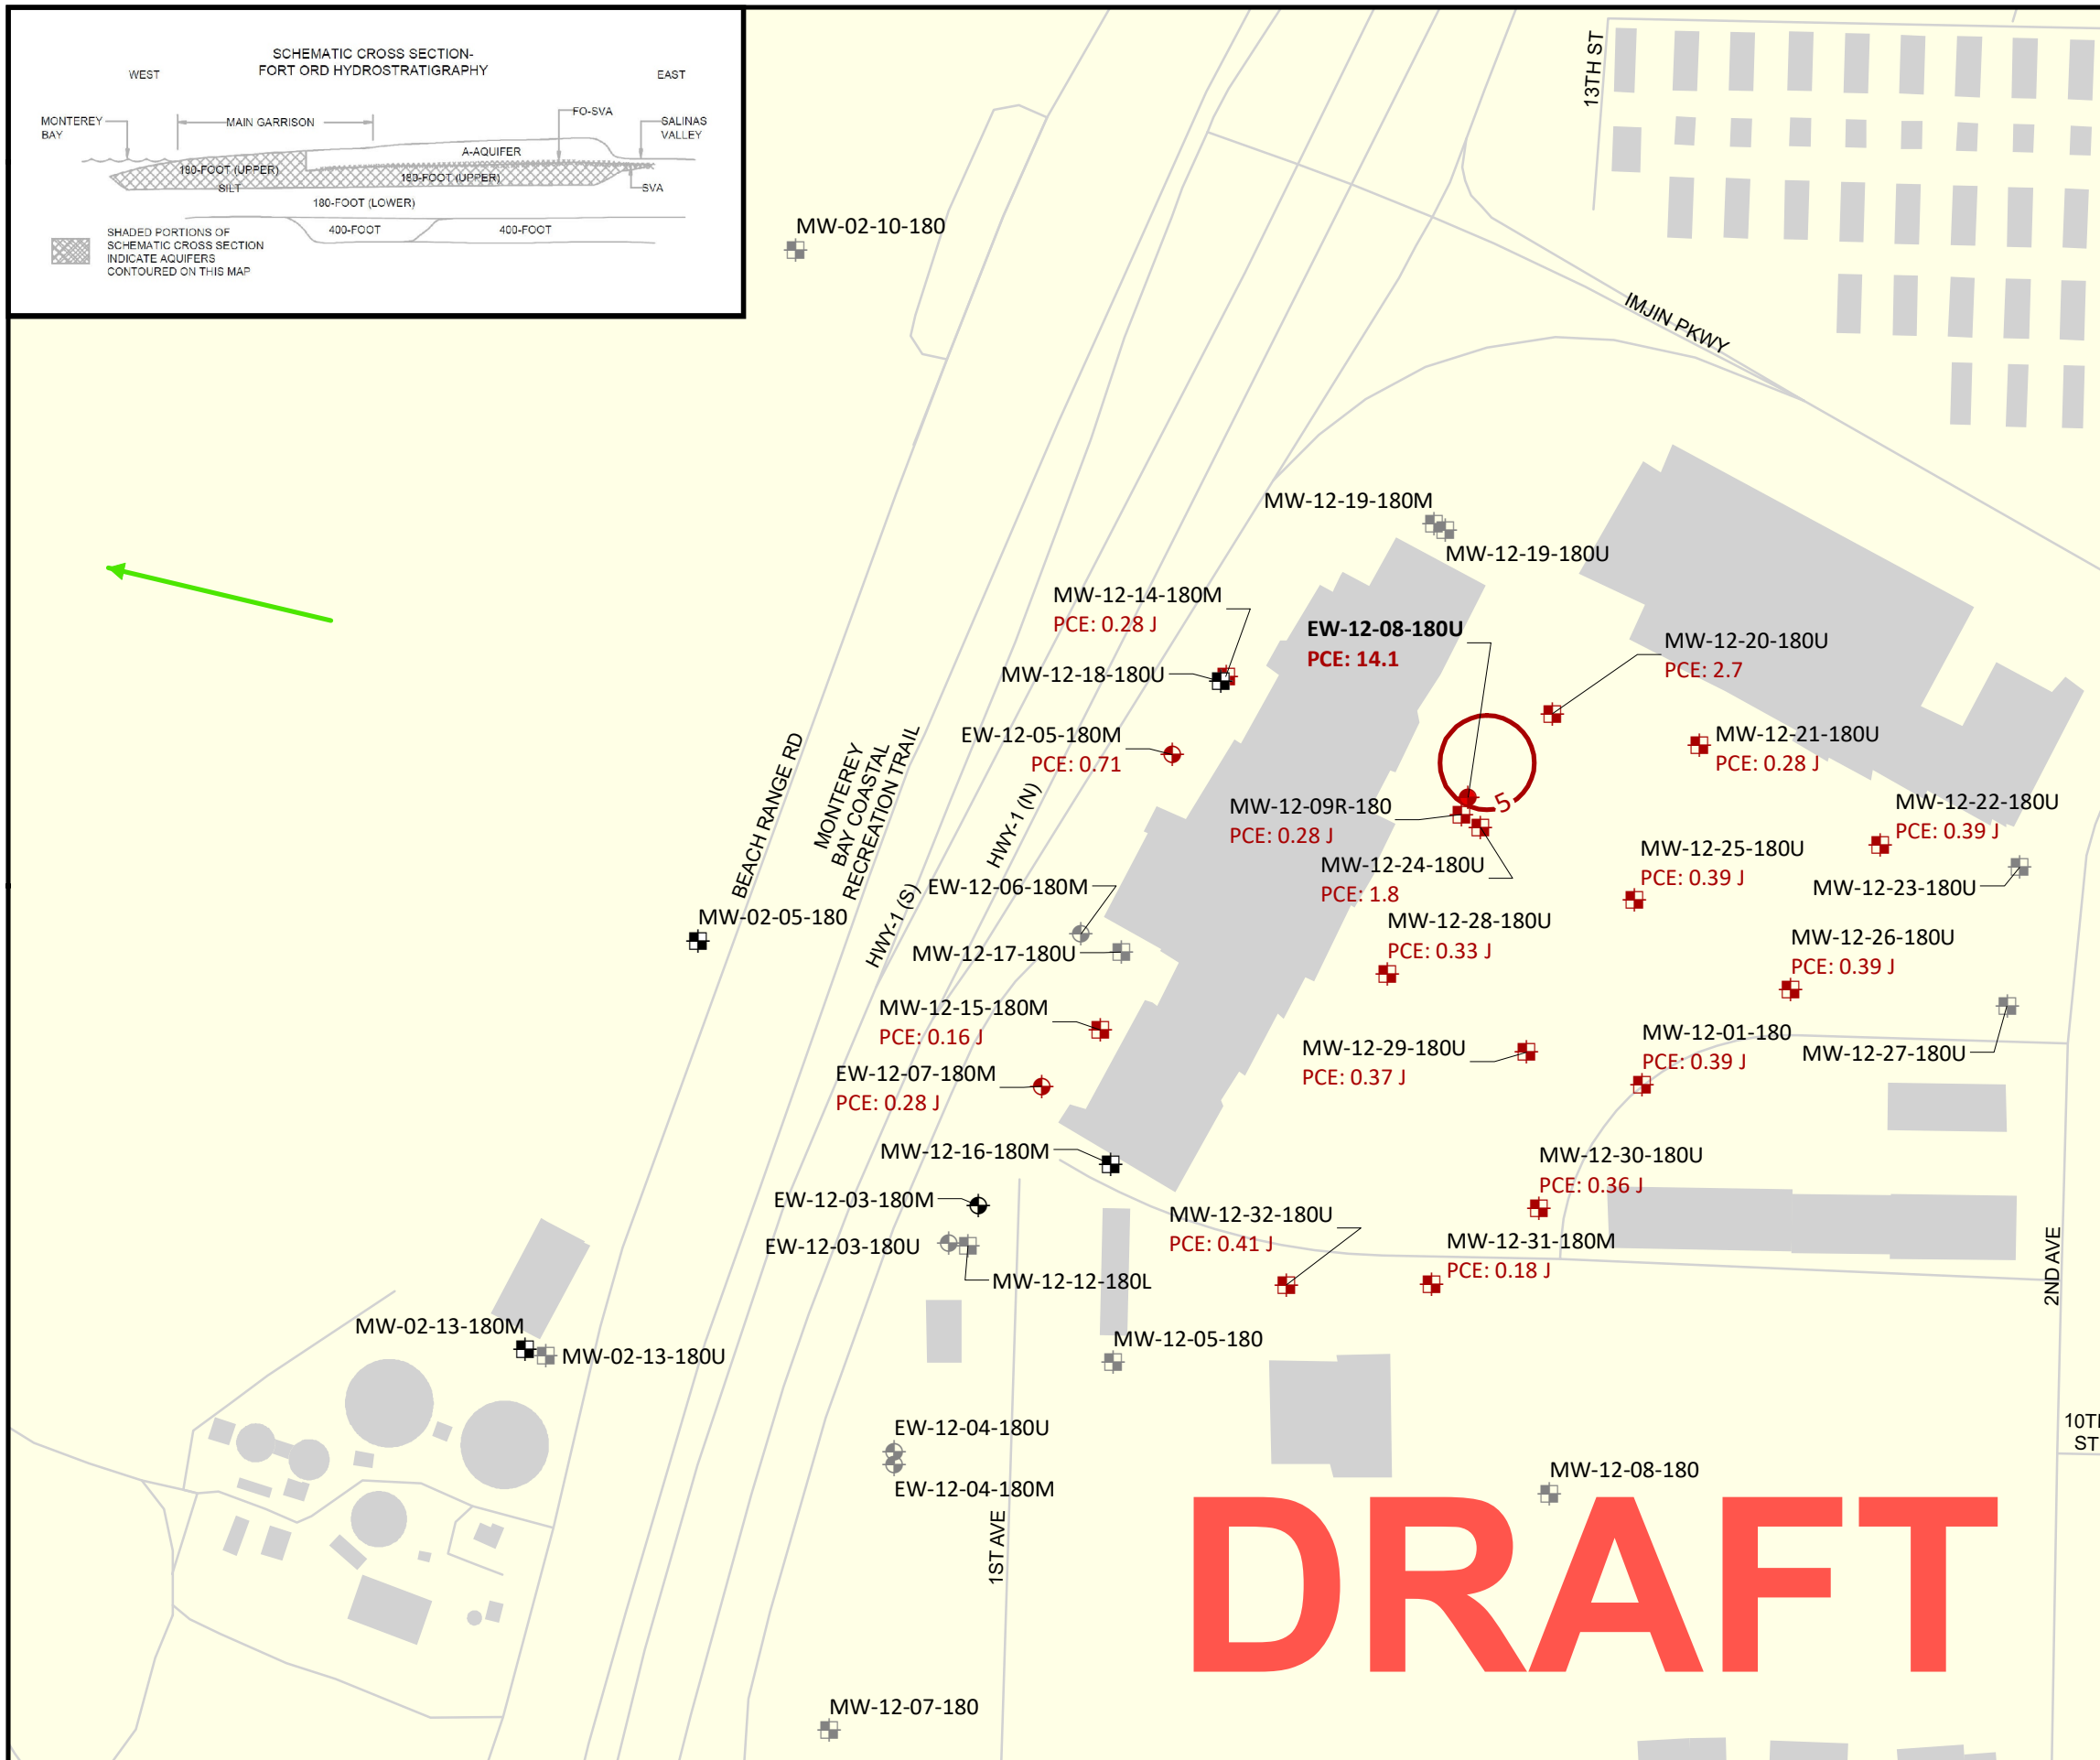 SCHEMATIC CROSS SECTION-
FORT ORD HYDROSTRATIGRAPHY
WEST
EAST
MONTEREY
BAY
MAIN GARRISON
FO-SVA
SALINAS
VALLEY
A-AQUIFER
180-FOOT (UPPER)
180-FOOT (UPPER)
SILT
SVA
180-FOOT (LOWER)
400-FOOT
400-FOOT
SHADED PORTIONS OF
SCHEMATIC CROSS SECTION
INDICATE AQUIFERS
CONTOURED ON THIS MAP
13TH ST
MW-02-10-180
IMJIN PKWY
MW-12-19-180M
MW-12-19-180U
MW-12-14-180M
PCE: 0.28 J
EW-12-08-180U
PCE: 14.1
MW-12-20-180U
PCE: 2.7
MW-12-18-180U
EW-12-05-180M
PCE: 0.71
MW-12-21-180U
PCE: 0.28 J
5
MW-12-09R-180
PCE: 0.28 J
MW-12-22-180U
PCE: 0.39 J
MW-12-24-180U
PCE: 1.8
MW-12-25-180U
PCE: 0.39 J
MW-12-23-180U
BEACH RANGE RD
MONTEREY
BAY COASTAL
RECREATION TRAIL
HWY-1 (N)
HWY-1 (S)
EW-12-06-180M
MW-02-05-180
MW-12-28-180U
PCE: 0.33 J
MW-12-17-180U
MW-12-26-180U
PCE: 0.39 J
MW-12-15-180M
PCE: 0.16 J
MW-12-29-180U
PCE: 0.37 J
MW-12-01-180
PCE: 0.39 J
MW-12-27-180U
EW-12-07-180M
PCE: 0.28 J
MW-12-16-180M
MW-12-30-180U
PCE: 0.36 J
EW-12-03-180M
MW-12-32-180U
PCE: 0.41 J
EW-12-03-180U
MW-12-31-180M
PCE: 0.18 J
MW-12-12-180L
2ND AVE
MW-02-13-180M
MW-02-13-180U
MW-12-05-180
EW-12-04-180U
EW-12-04-180M
10TH
ST
MW-12-08-180
1ST AVE
DRAFT
MW-12-07-180